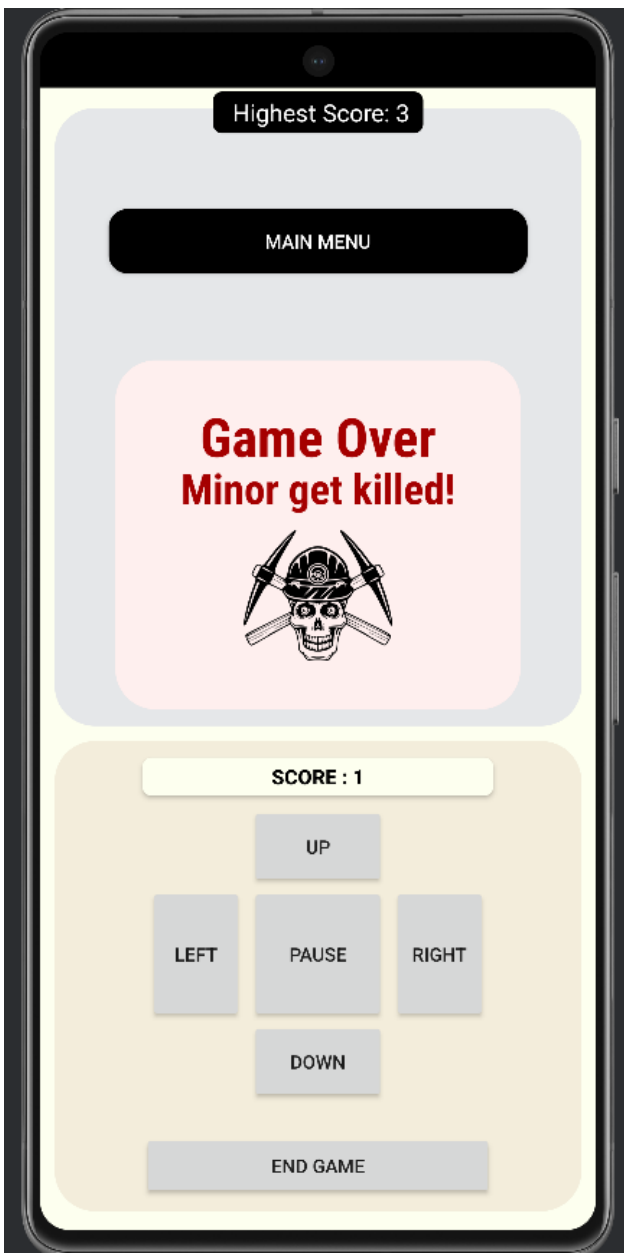 Highest Score: 3
MAIN MENU
Game Over
Minor get killed!
SCORE : 1
UP
LEFT PAUSE RIGHT
DOWN
END GAME